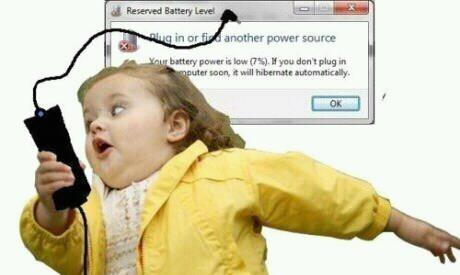 Reserved Battery Level
Plug in or find another power source
Your battery power is low (7%). If you don't plug in
computer soon, it will hibernate automatically.
OK